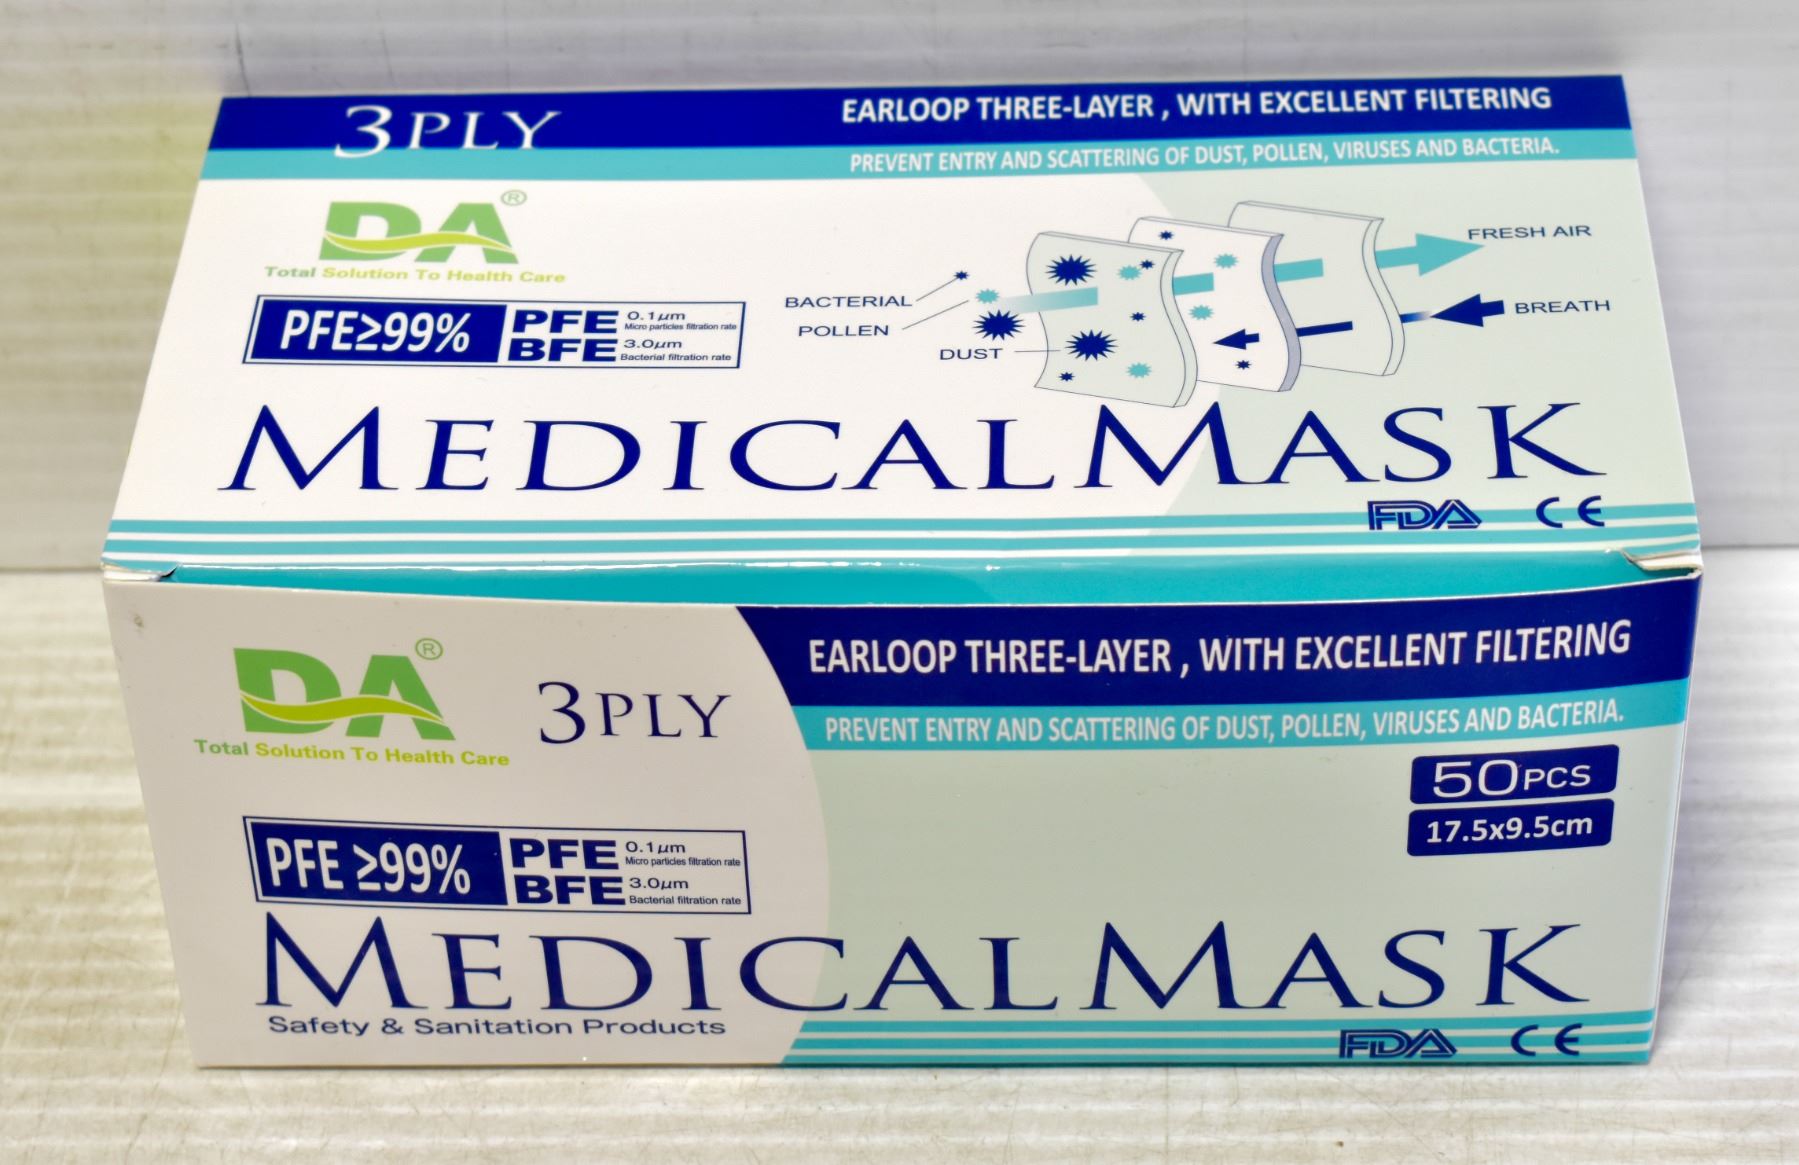 3PLY
EARLOOP THREE-LAYER , WITH EXCELLENT FILTERING
PREVENT ENTRY AND SCATTERING OF DUST, POLLEN, VIRUSES AND BACTERIA.
DA®
Total Solution To Health Care
PFE≥99%
PFE 0.1μm
Micro particles filtration rate
BFE 3.0μm
Bacterial filtration rate
BACTERIAL
POLLEN
DUST
FRESH AIR
BREATH
MEDICAL MASK
FDA CE
DA®
Total Solution To Health Care
3PLY
EARLOOP THREE-LAYER , WITH EXCELLENT FILTERING
PREVENT ENTRY AND SCATTERING OF DUST, POLLEN, VIRUSES AND BACTERIA.
50PCS
17.5x9.5cm
PFE ≥99%
PFE 0.1μm
Micro particles filtration rate
BFE 3.0μm
Bacterial filtration rate
MEDICAL MASK
Safety & Sanitation Products
FDA CE